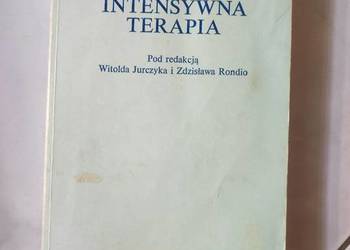 INTENSYWNA
TERAPIA
Pod redakcją
Witolda Jurczyka i Zdzisława Rondio